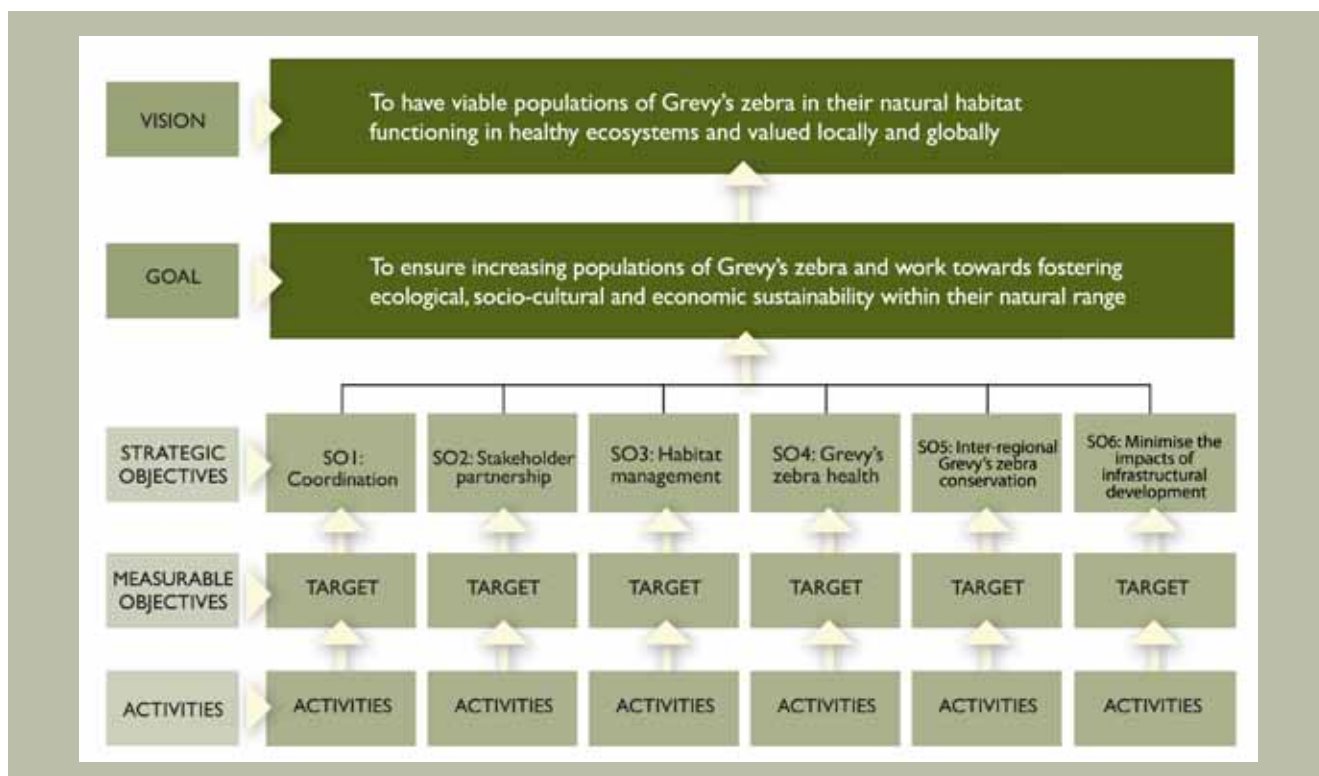 VISION
To have viable populations of Grevy's zebra in their natural habitat
functioning in healthy ecosystems and valued locally and globally
GOAL
To ensure increasing populations of Grevy's zebra and work towards fostering
ecological, socio-cultural and economic sustainability within their natural range
STRATEGIC
OBJECTIVES
SO1:
Coordination
SO2: Stakeholder
partnership
SO3: Habitat
management
SO4: Grevy's
zebra health
SO5: Inter-regional
Grevy's zebra
conservation
SO6: Minimise the
impacts of
infrastructural
development
MEASURABLE
OBJECTIVES
TARGET
TARGET
TARGET
TARGET
TARGET
TARGET
ACTIVITIES
ACTIVITIES
ACTIVITIES
ACTIVITIES
ACTIVITIES
ACTIVITIES
ACTIVITIES